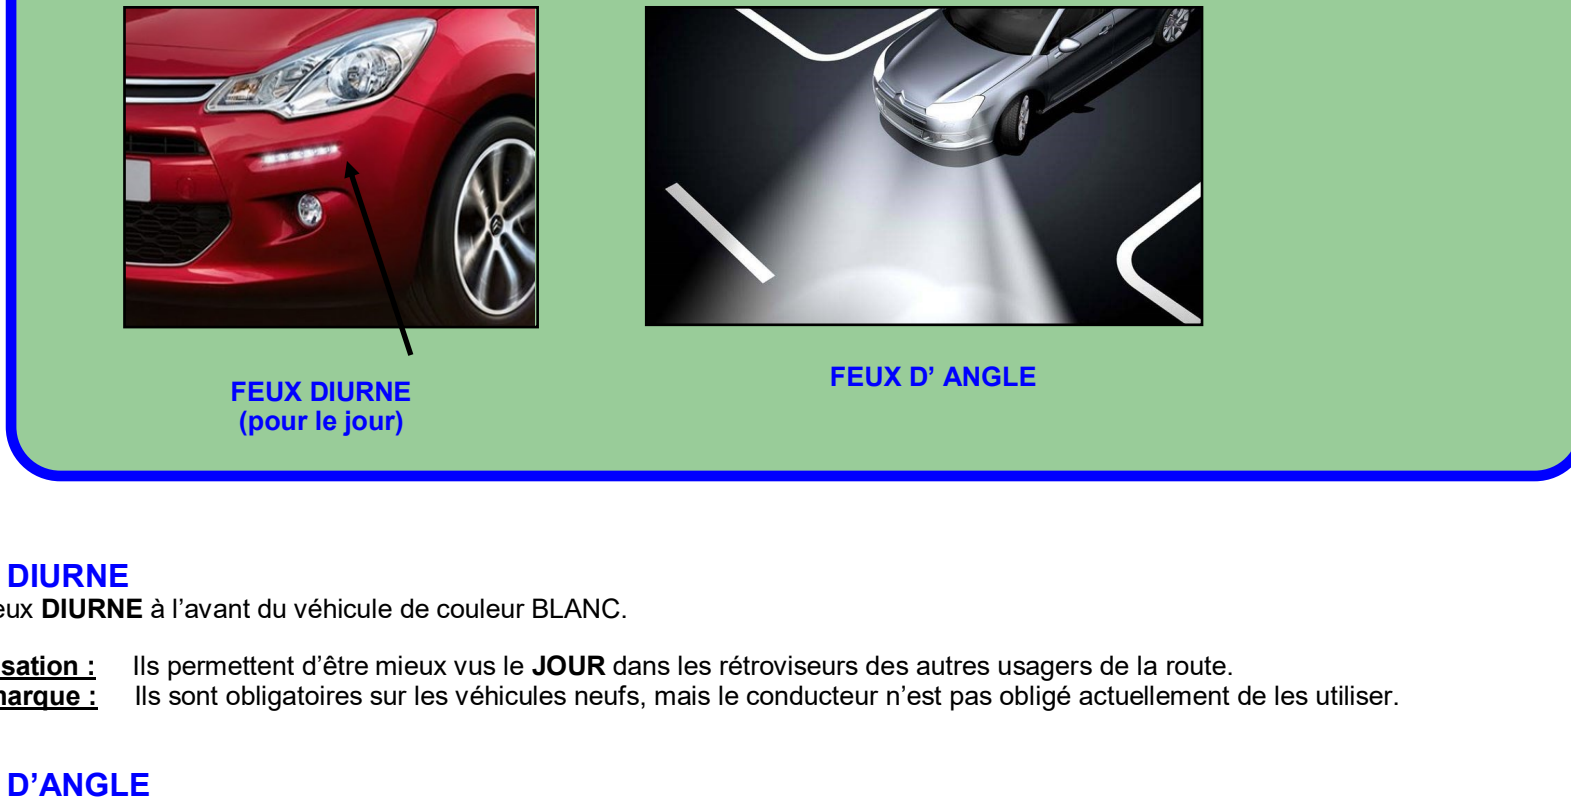 FEUX DIURNE
(pour le jour)
FEUX D’ ANGLE
DIURNE
eux DIURNE à l’avant du véhicule de couleur BLANC.
sation : Ils permettent d’être mieux vus le JOUR dans les rétroviseurs des autres usagers de la route.
marque : Ils sont obligatoires sur les véhicules neufs, mais le conducteur n’est pas obligé actuellement de les utiliser.
D’ANGLE